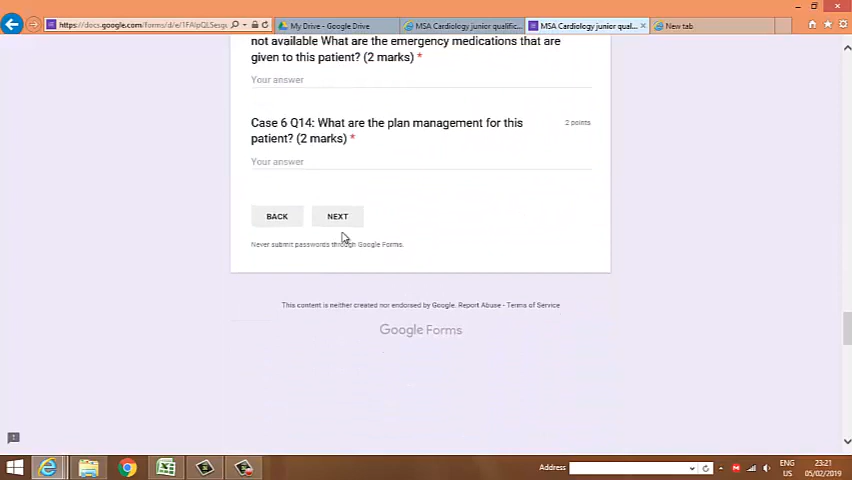 https://docs.google.com/forms/d/e/1FAIpQLSesgu
My Drive - Google Drive
MSA Cardiology junior qualific...
MSA Cardiology junior qual...
New tab
not available What are the emergency medications that are
given to this patient? (2 marks) *
Your answer
Case 6 Q14: What are the plan management for this
2 points
patient? (2 marks) *
Your answer
BACK
NEXT
Never submit passwords through Google Forms.
This content is neither created nor endorsed by Google. Report Abuse - Terms of Service
Google Forms
Address
ENG
23:21
US
05/02/2019